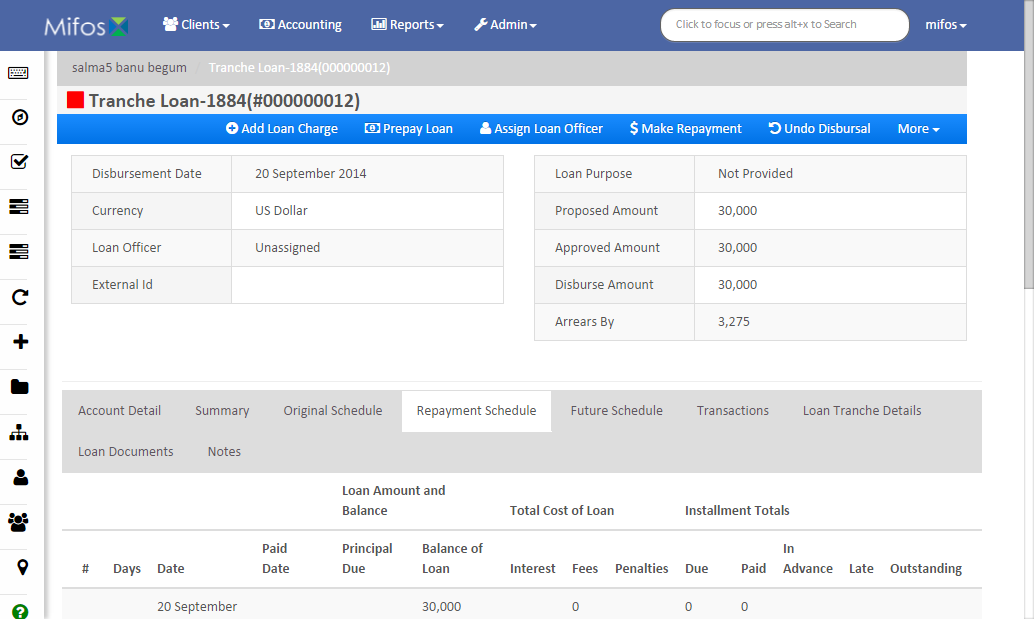 Mifos Clients Accounting Reports Admin Click to focus or press alt+x to Search mifos
salma5 banu begum / Tranche Loan-1884(000000012)
Tranche Loan-1884(#000000012)
Add Loan Charge Prepay Loan Assign Loan Officer $ Make Repayment Undo Disbursal More
Disbursement Date 20 September 2014 Loan Purpose Not Provided
Currency US Dollar Proposed Amount 30,000
Loan Officer Unassigned Approved Amount 30,000
External Id Disburse Amount 30,000
Arrears By 3,275
Account Detail Summary Original Schedule Repayment Schedule Future Schedule Transactions Loan Tranche Details
Loan Documents Notes
Loan Amount and
Balance Total Cost of Loan Installment Totals
Paid Principal Balance of In
# Days Date Date Due Loan Interest Fees Penalties Due Paid Advance Late Outstanding
20 September 30,000 0 0 0
?